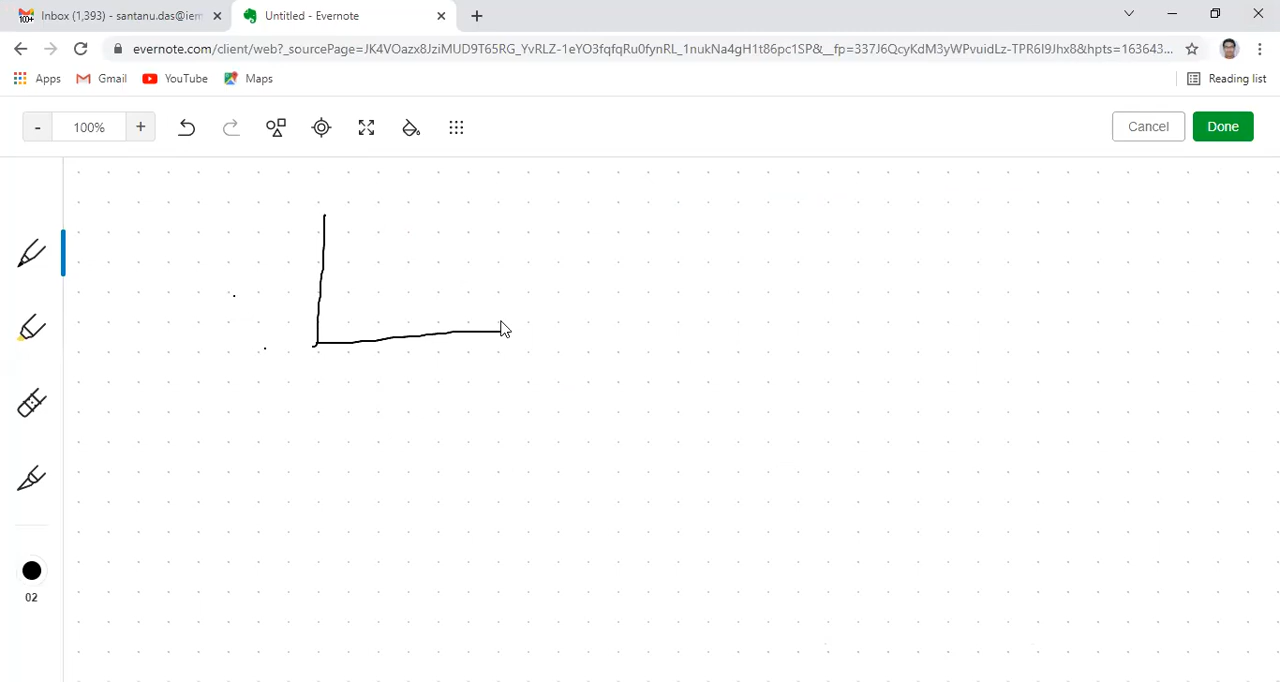 Inbox (1,393) - santanu.das@iem
Untitled - Evernote
evernote.com/client/web?_sourcePage=JK4VOazx8JziMUD9T65RG_YvRLZ-1eYO3fqfqRu0fynRL_1nukNa4gH1t86pc1SP&__fp=337J6QcyKdM3yWPvuidLz-TPR6I9JHx8&hpts=163643...
Apps Gmail YouTube Maps Reading list
- 100% + Cancel Done
02